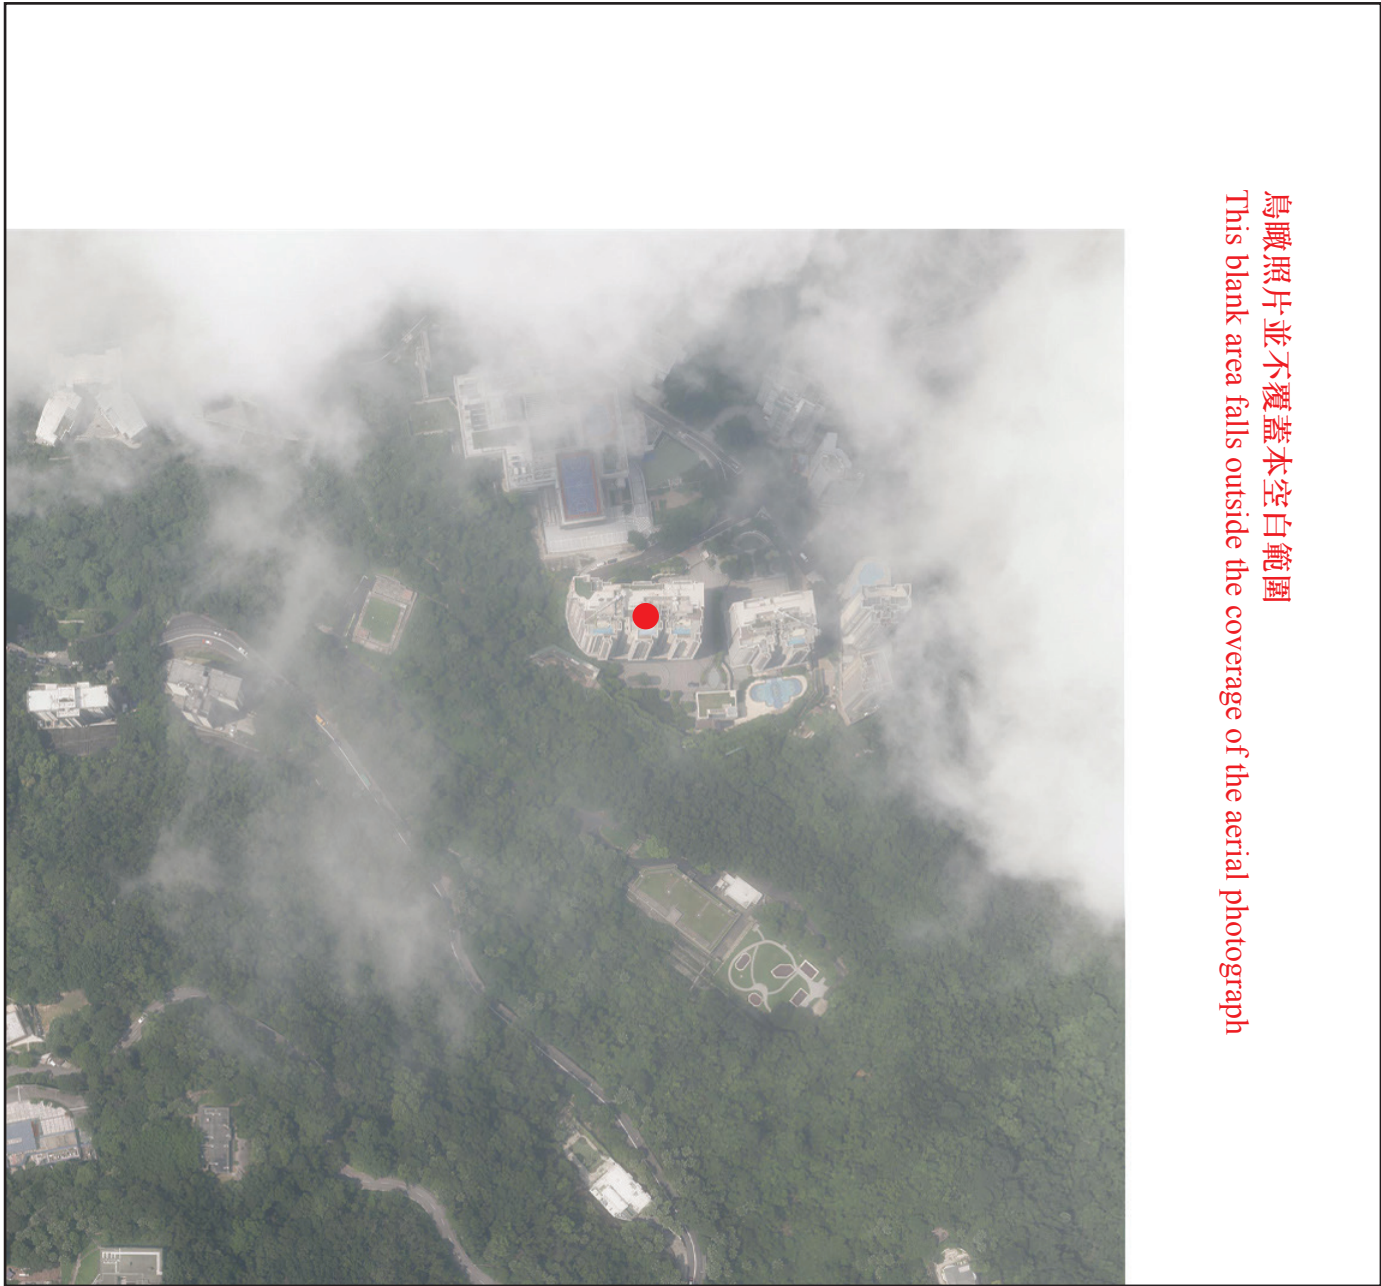 鳥瞰照片並不覆蓋本空白範圍
This blank area falls outside the coverage of the aerial photograph